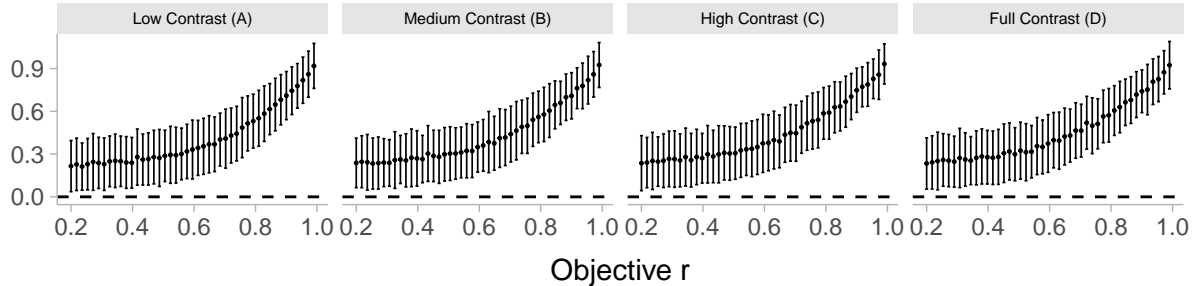 Low Contrast (A) Medium Contrast (B) High Contrast (C) Full Contrast (D)
0.9
0.6
0.3
0.0
0.2 0.4 0.6 0.8 1.0 0.2 0.4 0.6 0.8 1.0 0.2 0.4 0.6 0.8 1.0 0.2 0.4 0.6 0.8 1.0
Objective r